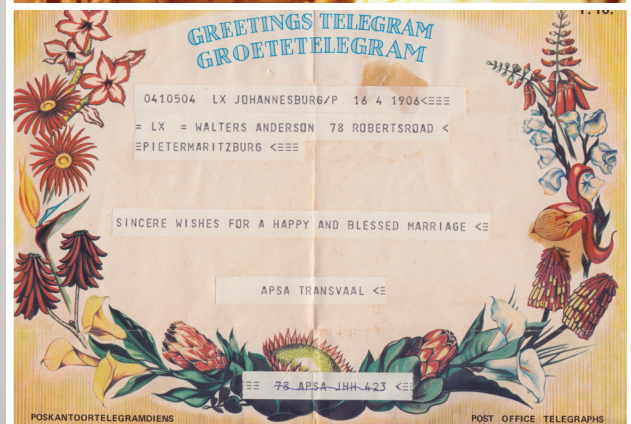 T. 10.
GREETINGS TELEGRAM
GROETETELEGRAM
0410504 LX JOHANNESBURG/P 16 4 1906<≡≡≡
= LX = WALTERS ANDERSON 78 ROBERTSROAD <
≡PIETERMARITZBURG <≡≡≡
SINCERE WISHES FOR A HAPPY AND BLESSED MARRIAGE <≡
APSA TRANSVAAL <≡
≡≡≡ 78 APSA JHH 423 <≡
POSKANTOORTELEGRAMDIENS
POST OFFICE TELEGRAPHS